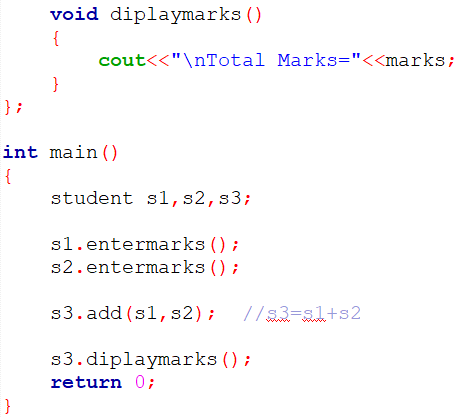 void diplaymarks()
{
cout<<"\nTotal Marks="<<marks;
}
};
int main()
{
student s1,s2,s3;
s1.entermarks();
s2.entermarks();
s3.add(s1,s2); //s3=s1+s2
s3.diplaymarks();
return 0;
}